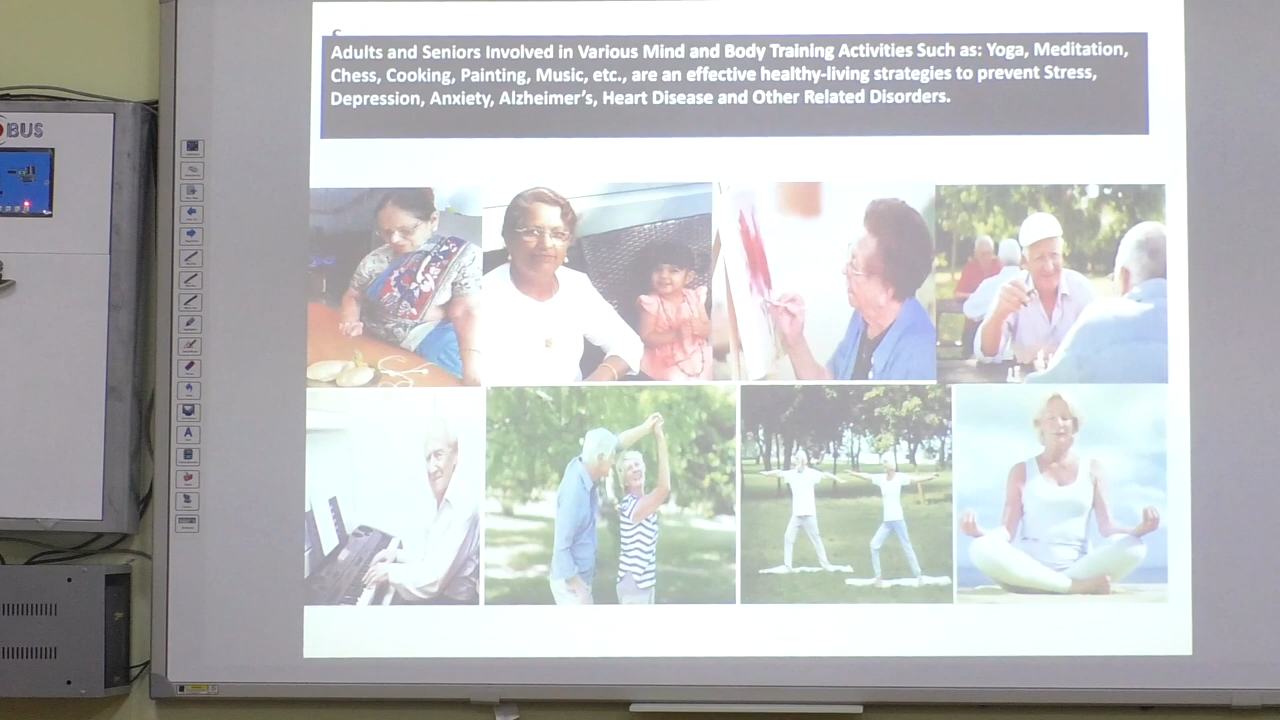 Adults and Seniors Involved in Various Mind and Body Training Activities Such as: Yoga, Meditation,
Chess, Cooking, Painting, Music, etc., are an effective healthy-living strategies to prevent Stress,
Depression, Anxiety, Alzheimer's, Heart Disease and Other Related Disorders.
BUS